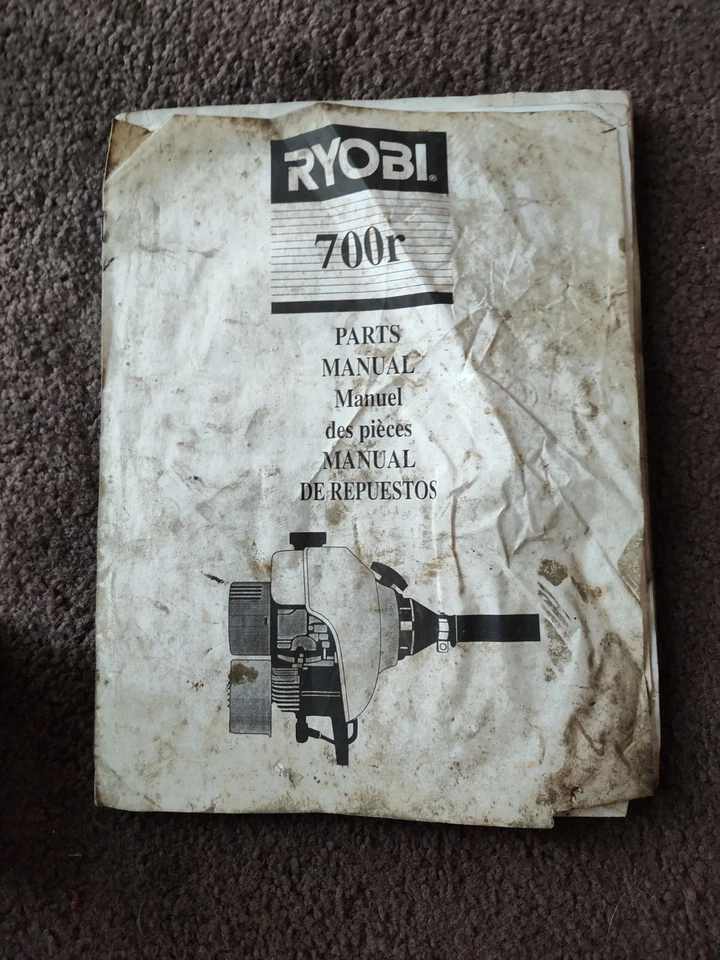 RYOBI®
700r
PARTS
MANUAL
Manuel
des pièces
MANUAL
DE REPUESTOS